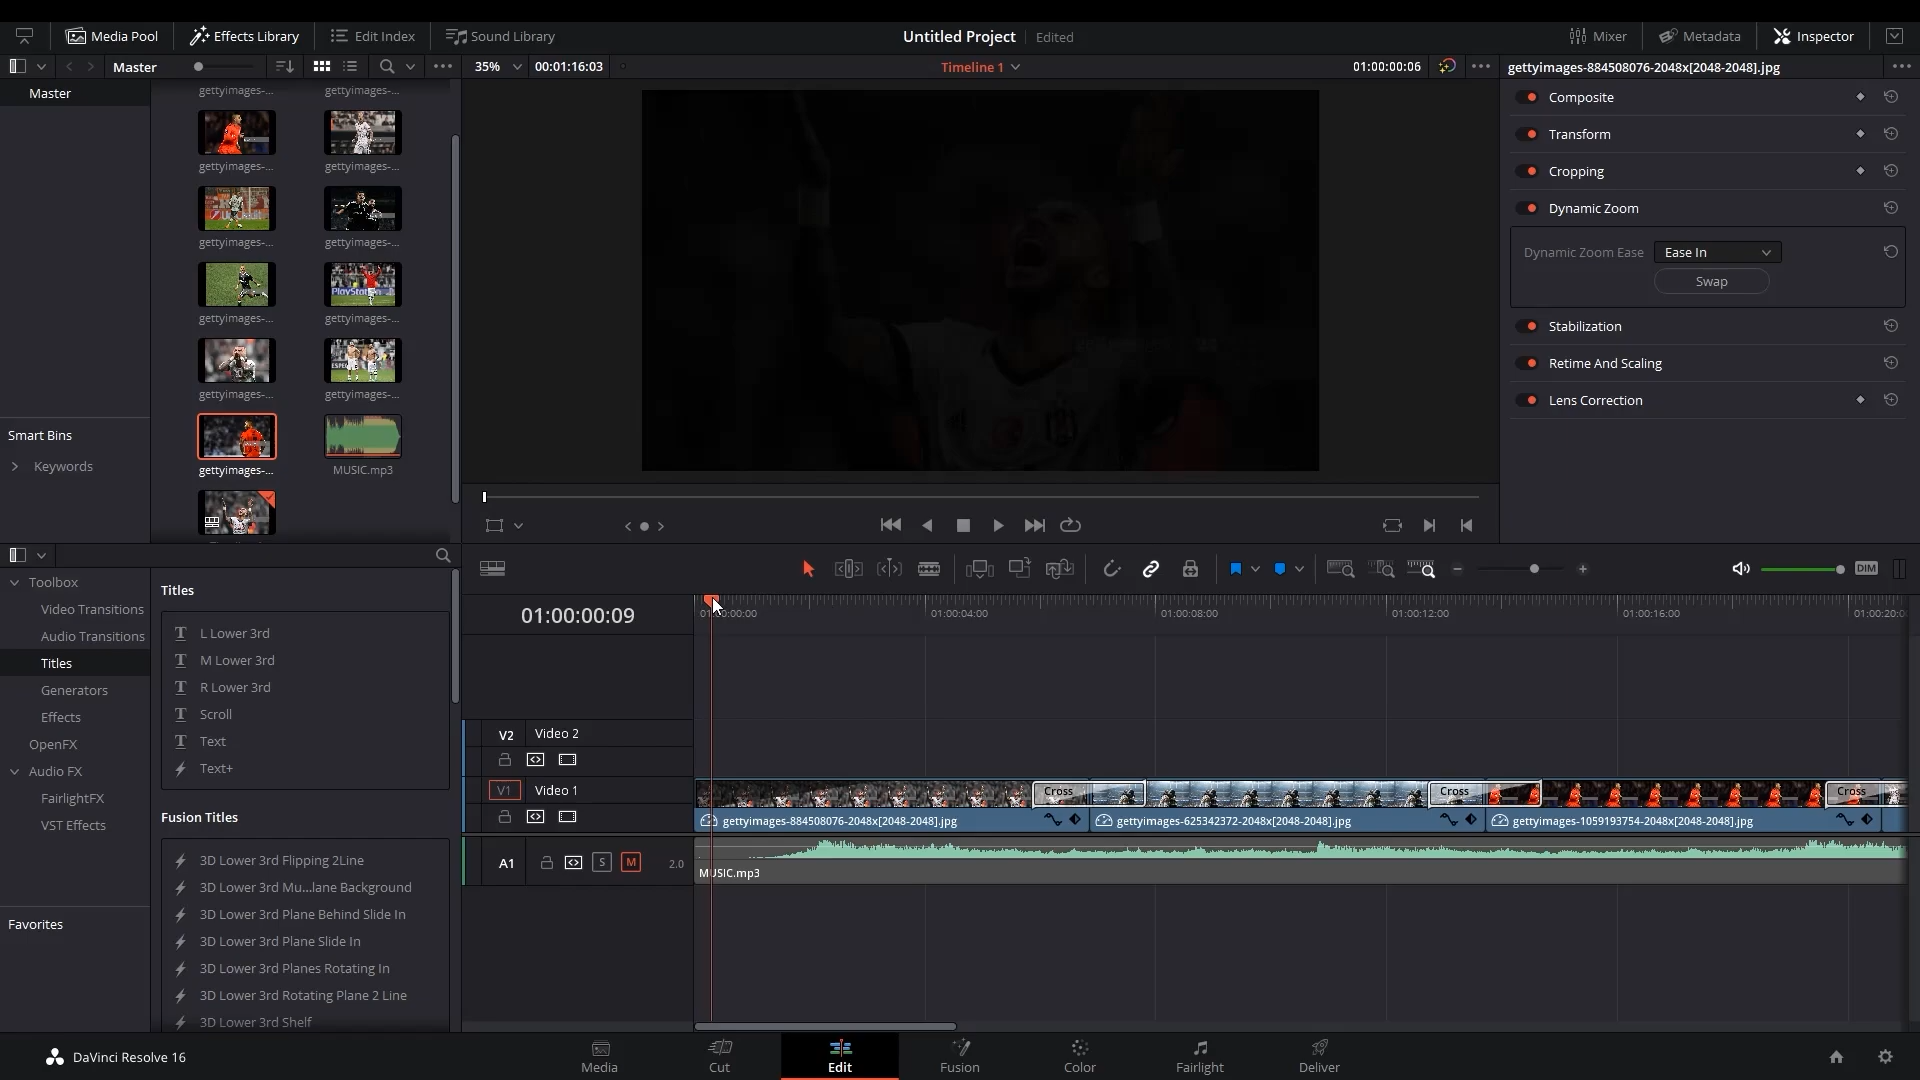 Media Pool
Effects Library
Edit Index
Sound Library
Untitled Project
Edited
Mixer
Metadata
Inspector
Master
35%
00:01:16:03
Timeline 1
01:00:00:06
gettyimages-884508076-2048x[2048-2048].jpg
Master
gettyimages-...
gettyimages-...
gettyimages-...
gettyimages-...
gettyimages-...
gettyimages-...
gettyimages-...
gettyimages-...
gettyimages-...
gettyimages-...
gettyimages-...
MUSIC.mp3
Smart Bins
Keywords
Composite
Transform
Cropping
Dynamic Zoom
Dynamic Zoom Ease
Ease In
Swap
Stabilization
Retime And Scaling
Lens Correction
Toolbox
Video Transitions
Audio Transitions
Titles
Generators
Effects
OpenFX
Audio FX
FairlightFX
VST Effects
Favorites
Titles
L Lower 3rd
M Lower 3rd
R Lower 3rd
Scroll
Text
Text+
Fusion Titles
3D Lower 3rd Flipping 2Line
3D Lower 3rd Mu...lane Background
3D Lower 3rd Plane Behind Slide In
3D Lower 3rd Plane Slide In
3D Lower 3rd Planes Rotating In
3D Lower 3rd Rotating Plane 2 Line
3D Lower 3rd Shelf
DIM
01:00:00:09
01:00:00:00
01:00:04:00
01:00:08:00
01:00:12:00
01:00:16:00
01:00:20:0
V2
Video 2
V1
Video 1
Cross
Cross
Cross
gettyimages-884508076-2048x[2048-2048].jpg
gettyimages-625342372-2048x[2048-2048].jpg
gettyimages-1059193754-2048x[2048-2048].jpg
A1
S
M
2.0
MUSIC.mp3
DaVinci Resolve 16
Media
Cut
Edit
Fusion
Color
Fairlight
Deliver